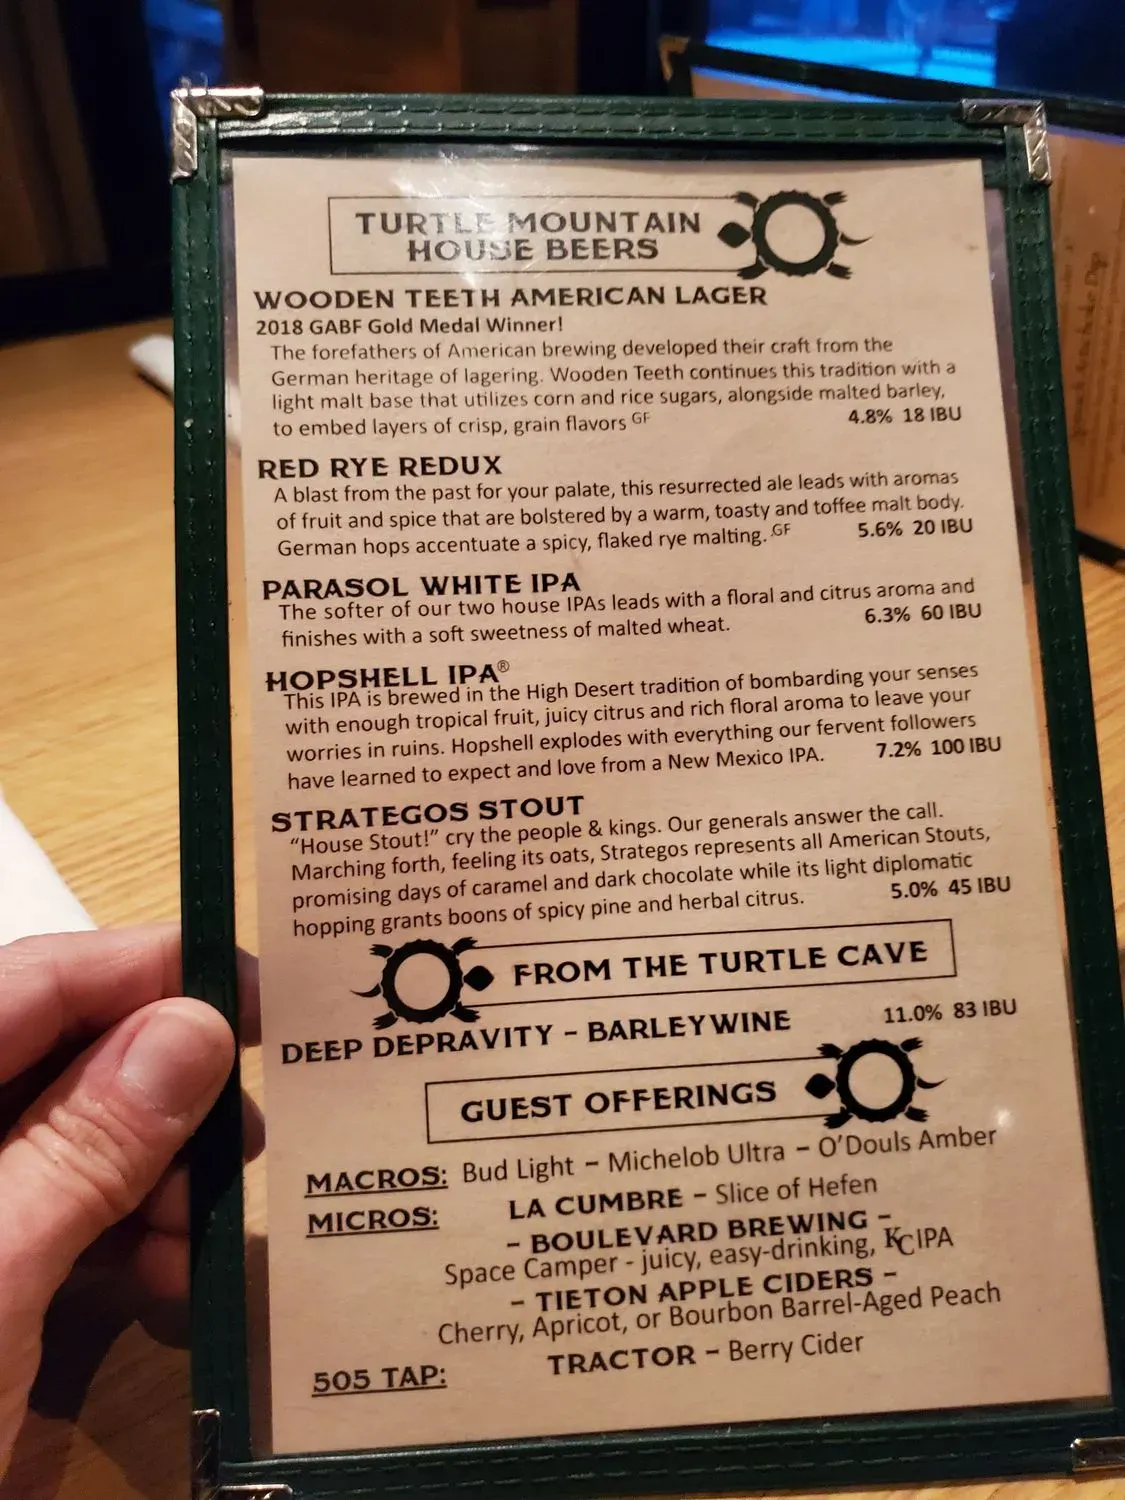 TURTLE MOUNTAIN
HOUSE BEERS
WOODEN TEETH AMERICAN LAGER
2018 GABF Gold Medal Winner!
The forefathers of American brewing developed their craft from the
German heritage of lagering. Wooden Teeth continues this tradition with a
light malt base that utilizes corn and rice sugars, alongside malted barley,
to embed layers of crisp, grain flavors GF 4.8% 18 IBU
RED RYE REDUX
A blast from the past for your palate, this resurrected ale leads with aromas
of fruit and spice that are bolstered by a warm, toasty and toffee malt body.
German hops accentuate a spicy, flaked rye malting. GF 5.6% 20 IBU
PARASOL WHITE IPA
The softer of our two house IPAs leads with a floral and citrus aroma and
finishes with a soft sweetness of malted wheat. 6.3% 60 IBU
HOPSHELL IPA®
This IPA is brewed in the High Desert tradition of bombarding your senses
with enough tropical fruit, juicy citrus and rich floral aroma to leave your
worries in ruins. Hopshell explodes with everything our fervent followers
have learned to expect and love from a New Mexico IPA. 7.2% 100 IBU
STRATEGOS STOUT
“House Stout!” cry the people & kings. Our generals answer the call.
Marching forth, feeling its oats, Strategos represents all American Stouts,
promising days of caramel and dark chocolate while its light diplomatic
hopping grants boons of spicy pine and herbal citrus. 5.0% 45 IBU
FROM THE TURTLE CAVE
DEEP DEPRAVITY – BARLEYWINE 11.0% 83 IBU
GUEST OFFERINGS
MACROS: Bud Light – Michelob Ultra – O’Douls Amber
MICROS: LA CUMBRE – Slice of Hefen
– BOULEVARD BREWING –
Space Camper - juicy, easy-drinking, KC IPA
– TIETON APPLE CIDERS –
Cherry, Apricot, or Bourbon Barrel-Aged Peach
505 TAP: TRACTOR – Berry Cider